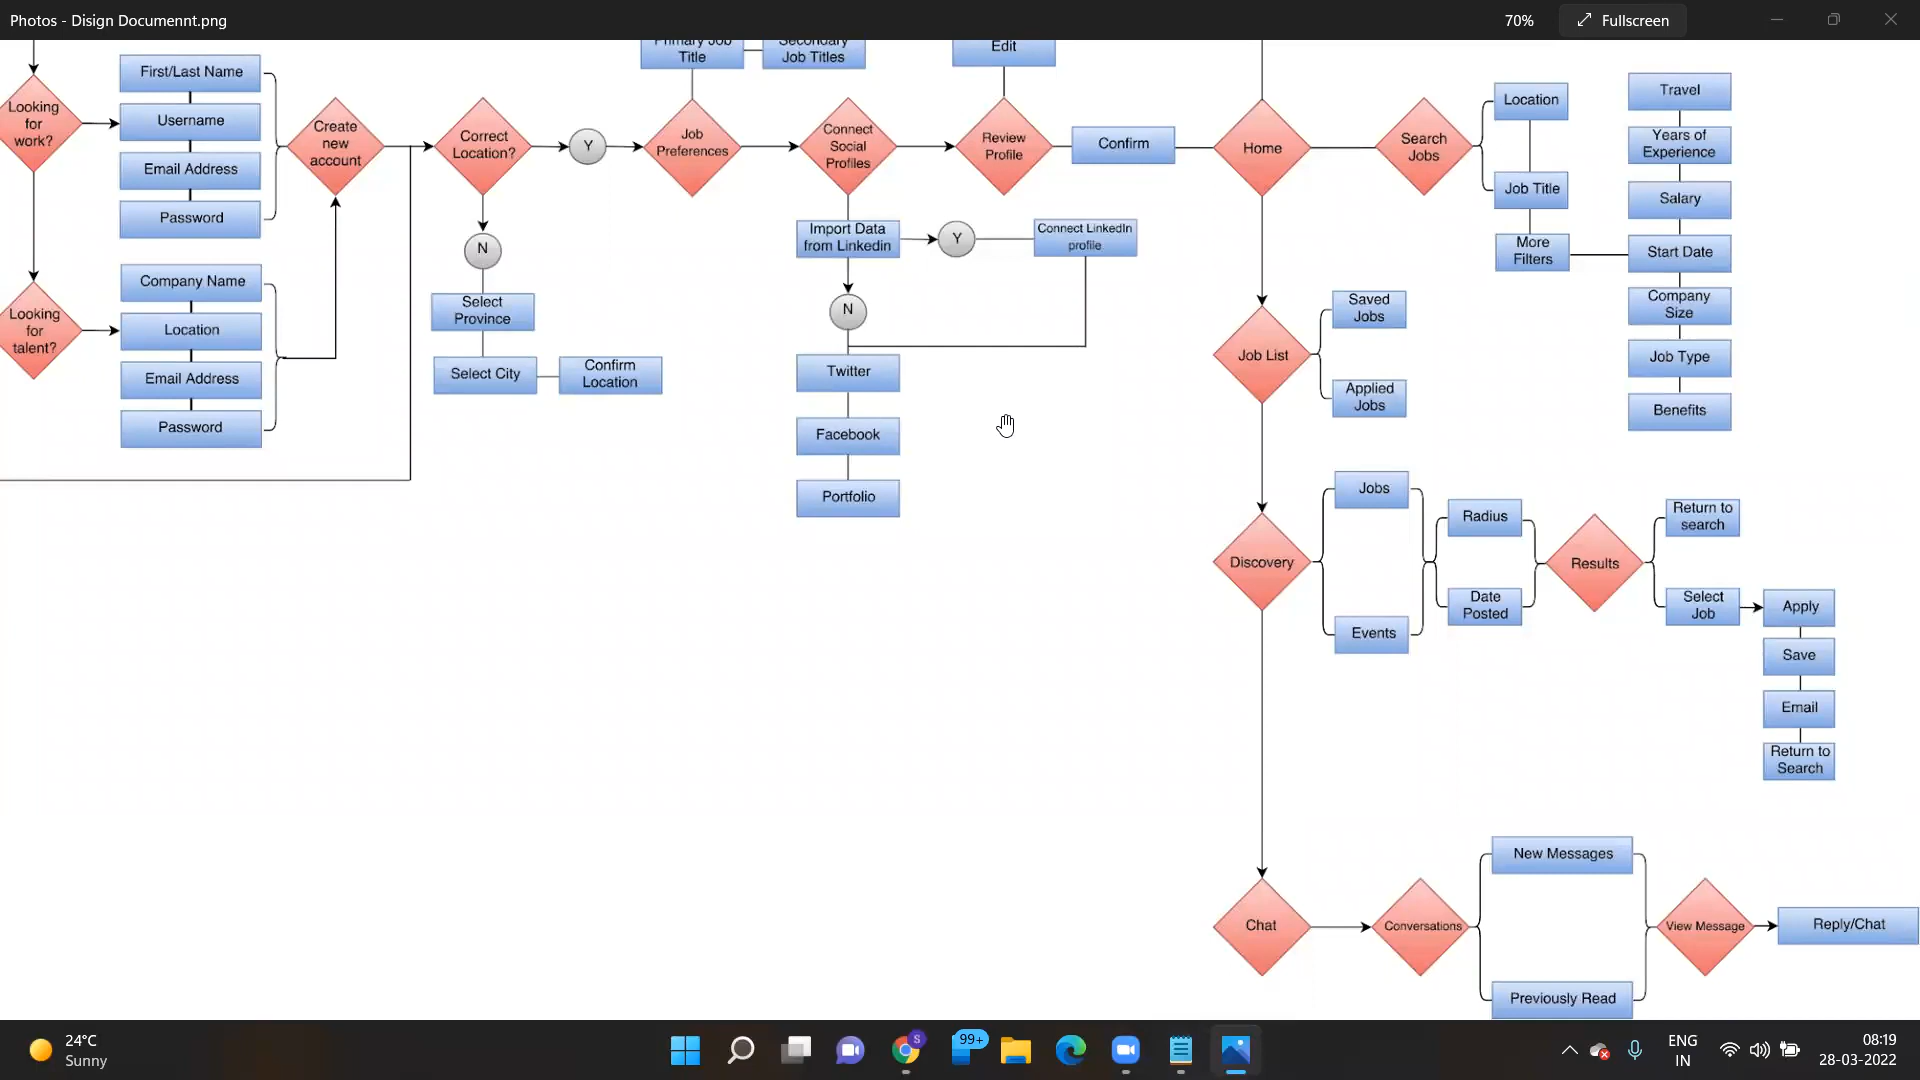 Photos - Disign Documennt.png
70%
Fullscreen
Primary Job
Title
Secondary
Job Titles
Edit
Looking
for
work?
First/Last Name
Username
Email Address
Password
Create
new
account
Correct
Location?
Y
Job
Preferences
Connect
Social
Profiles
Review
Profile
Confirm
Home
Search
Jobs
Location
Job Title
More
Filters
Travel
Years of
Experience
Salary
Start Date
Company
Size
Job Type
Benefits
N
Select
Province
Select City
Confirm
Location
Import Data
from Linkedin
Y
Connect LinkedIn
profile
N
Twitter
Facebook
Portfolio
Looking
for
talent?
Company Name
Location
Email Address
Password
Job List
Saved
Jobs
Applied
Jobs
Discovery
Jobs
Events
Radius
Date
Posted
Results
Return to
search
Select
Job
Apply
Save
Email
Return to
Search
Chat
Conversations
New Messages
Previously Read
View Message
Reply/Chat
24°C
Sunny
S
99+
ENG
IN
08:19
28-03-2022